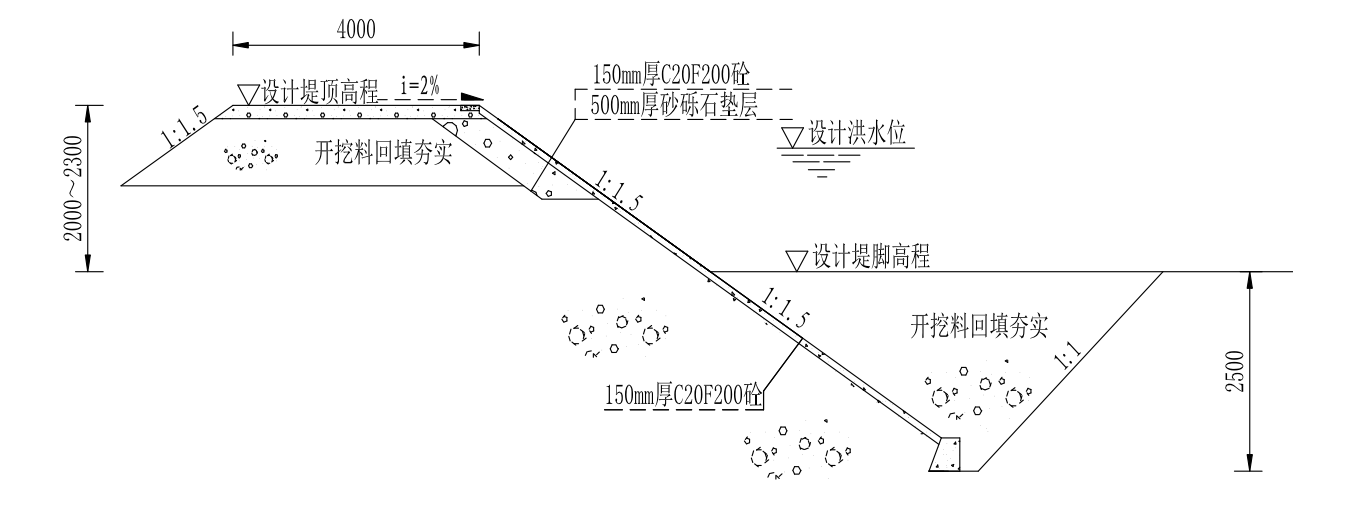 4000
150mm厚C20F200砼
设计堤顶高程
i=2%
500mm厚砂砾石垫层
1:1.5
设计洪水位
开挖料回填夯实
2000～2300
1:1.5
设计堤脚高程
1:1.5
开挖料回填夯实
1:1
2500
150mm厚C20F200砼